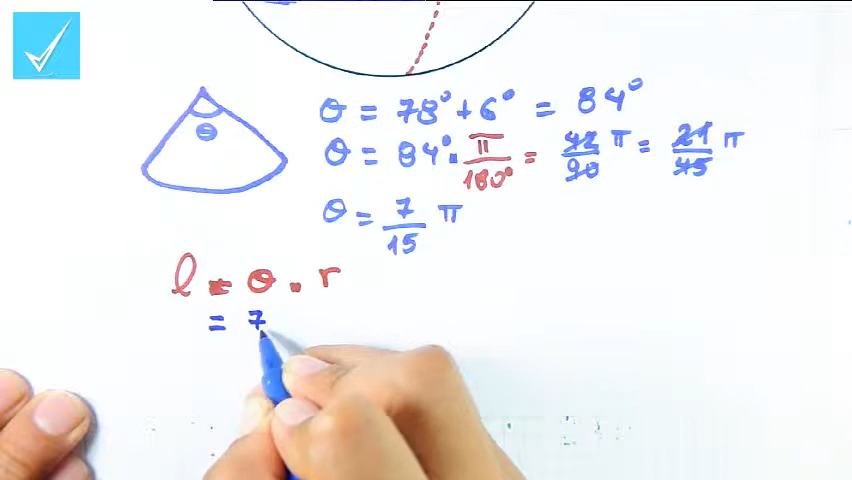 θ = 78° + 6° = 84°
θ
θ = 84° · π/180° = 42/90 π = 21/45 π
θ = 7/15 π
l = θ · r
= 7